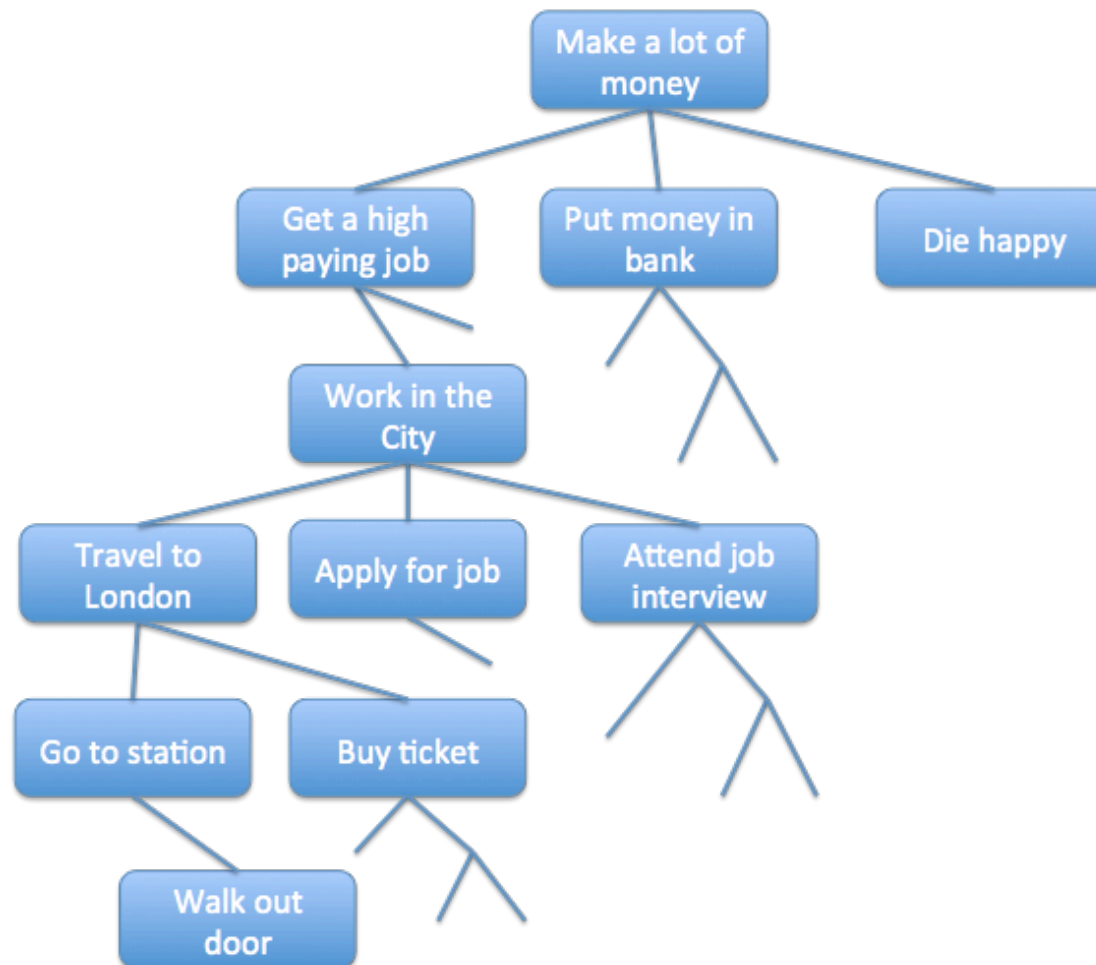 Make a lot of
money
Get a high
paying job
Put money in
bank
Die happy
Work in the
City
Travel to
London
Apply for job
Attend job
interview
Go to station
Buy ticket
Walk out
door